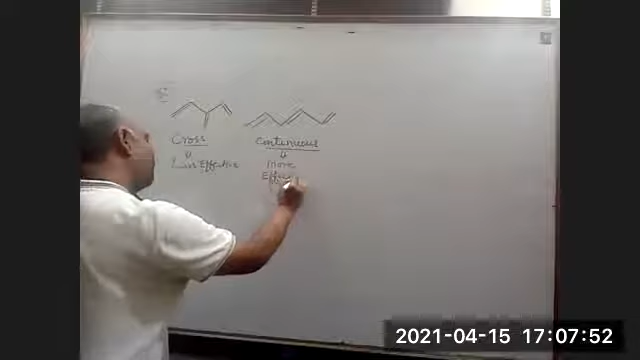 Cross
Continuous
Less Effective
more
2021-04-15 17:07:52